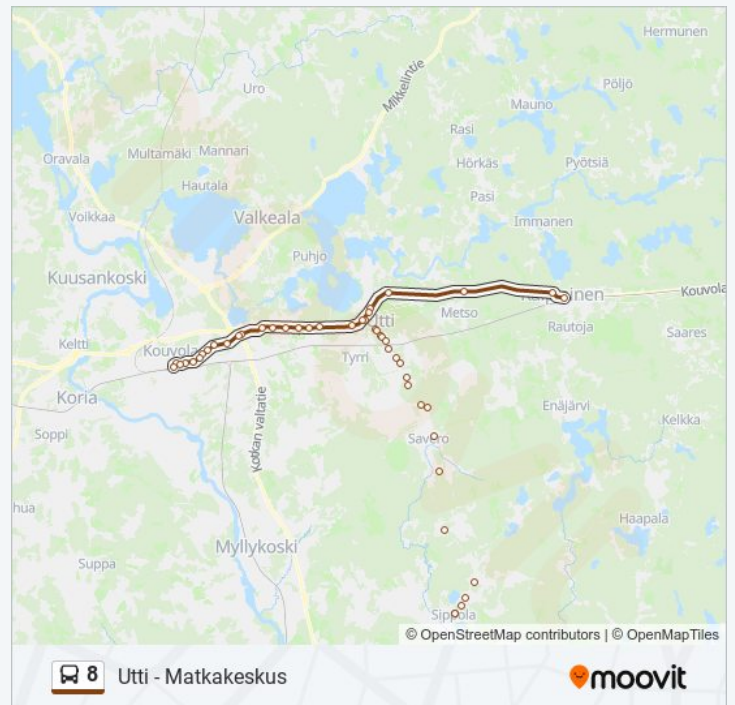 Hermunen
Uro
Pöljö
Mikkelintie
Mauno
Rasi
Oravala
Multamäki
Mannari
Hörkäs
Pyötsiä
Hautala
Pasi
Voikkaa
Valkeala
Immanen
Puhjo
Kuusankoski
inen
Kouvola
Metso
Utti
Rautoja
Saares
Keltti
Kouvola
Tyrri
Koria
Kotkan valtatie
Enäjärvi
Kelkka
Soppi
Savero
hua
Haapala
Myllykoski
Suppa
Sippola
© OpenStreetMap contributors | © OpenMapTiles
8 Utti - Matkakeskus
moovit